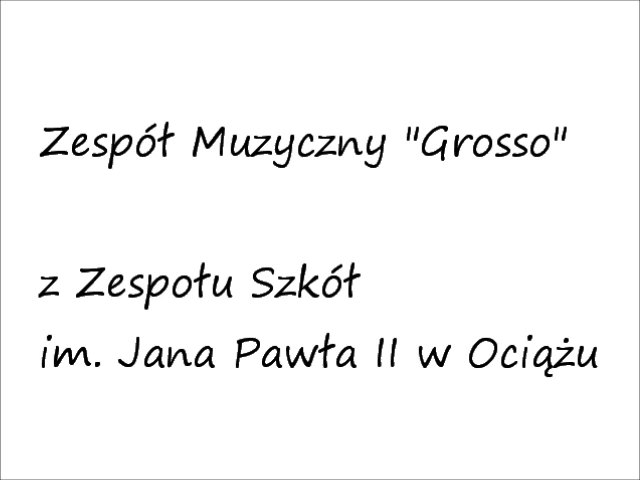 Zespół Muzyczny "Grosso"
z Zespołu Szkół
im. Jana Pawła II w Ociążu